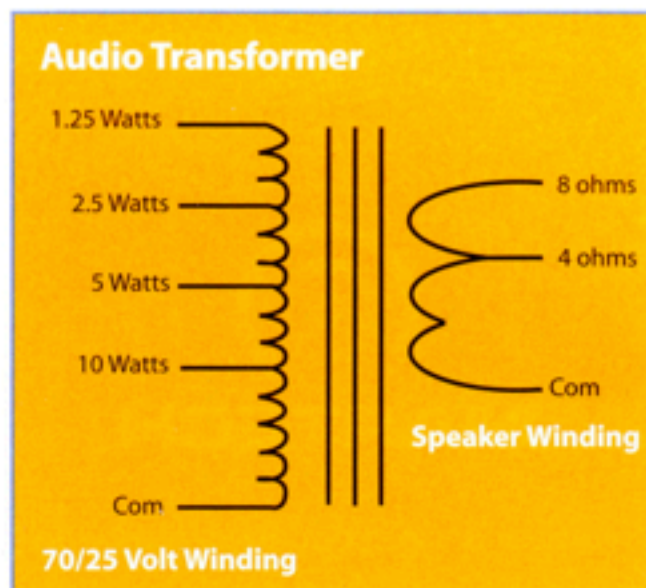 Audio Transformer
1.25 Watts
2.5 Watts
5 Watts
10 Watts
Com
70/25 Volt Winding
8 ohms
4 ohms
Com
Speaker Winding